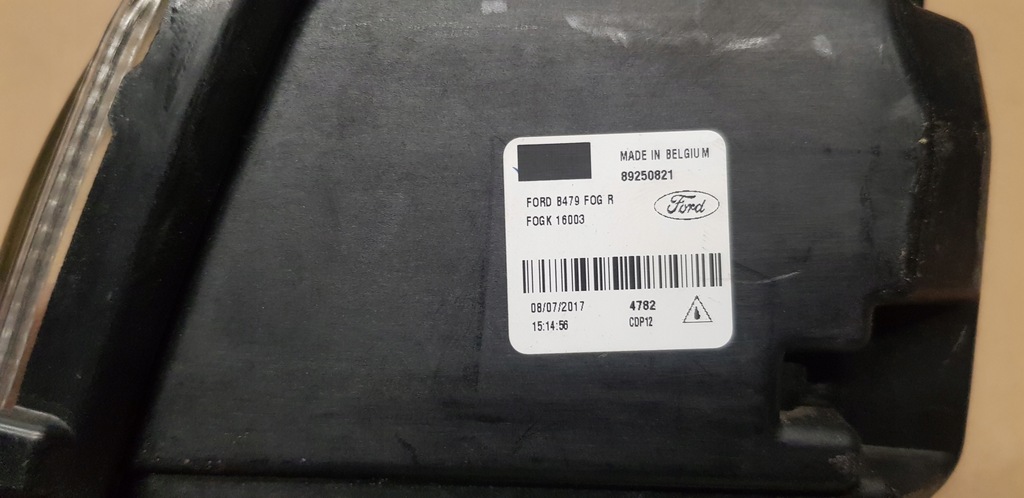 MADE IN BELGIUM
89250821
FORD B479 FOG R
Ford
FOGK 16003
08/07/2017 4782
15:14:56 CDP12